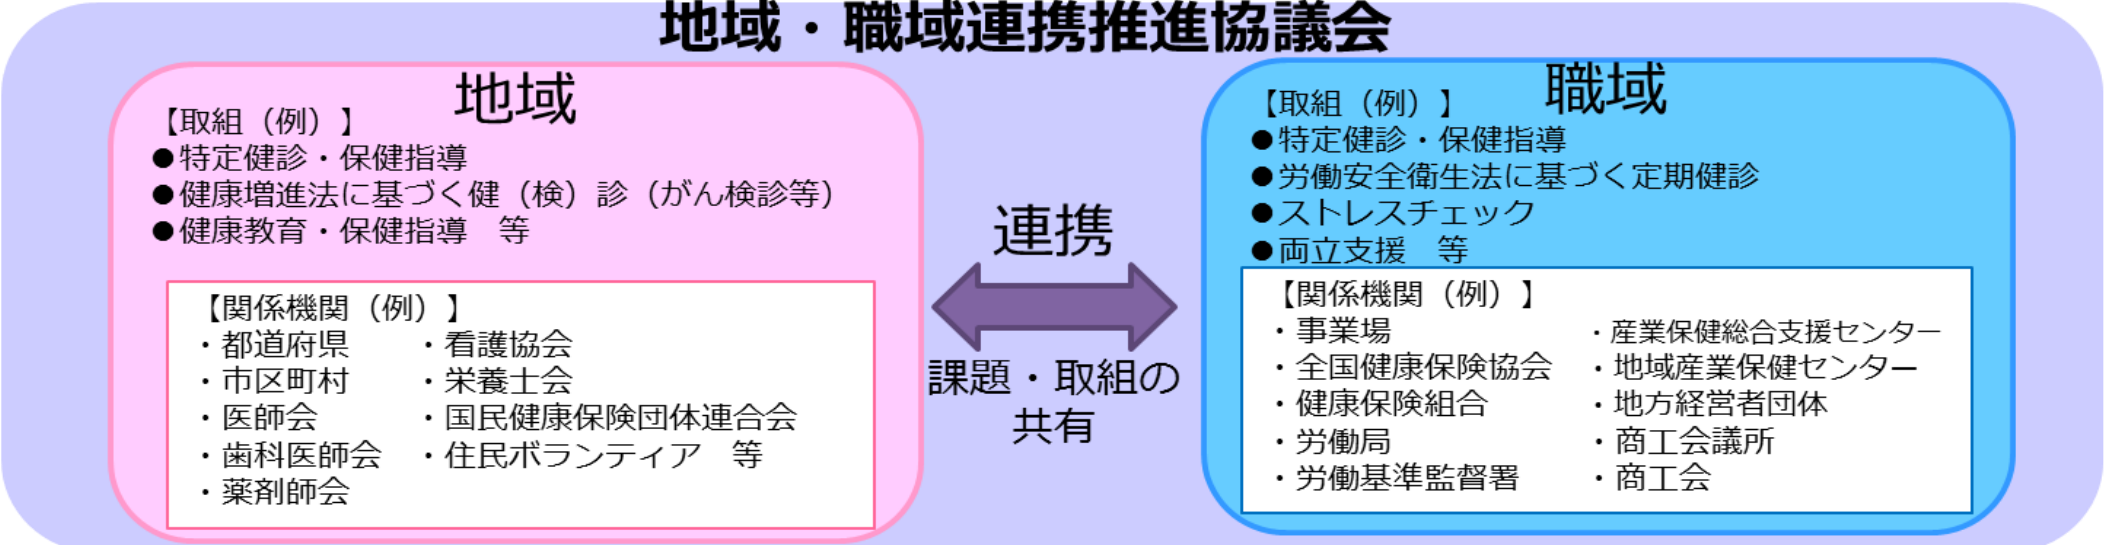 地域・職域連携推進協議会
地域
【取組（例）】
●特定健診・保健指導
●健康増進法に基づく健（検）診（がん検診等）
●健康教育・保健指導　等
【関係機関（例）】
・都道府県
・市区町村
・医師会
・歯科医師会
・薬剤師会
・看護協会
・栄養士会
・国民健康保険団体連合会
・住民ボランティア　等
連携
課題・取組の
共有
職域
【取組（例）】
●特定健診・保健指導
●労働安全衛生法に基づく定期健診
●ストレスチェック
●両立支援　等
【関係機関（例）】
・事業場
・全国健康保険協会
・健康保険組合
・労働局
・労働基準監督署
・産業保健総合支援センター
・地域産業保健センター
・地方経営者団体
・商工会議所
・商工会